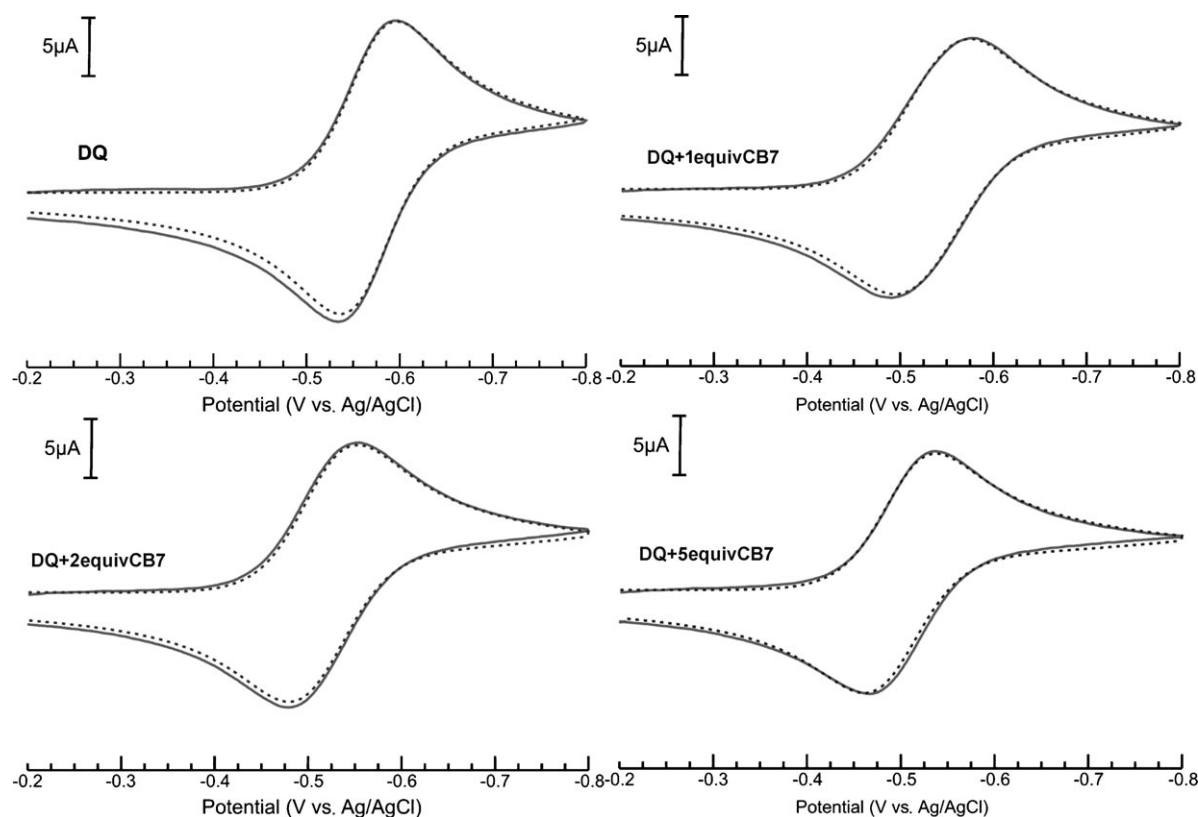 5μA
DQ
-0.2 -0.3 -0.4 -0.5 -0.6 -0.7 -0.8
Potential (V vs. Ag/AgCl)
5μA
DQ+1equivCB7
-0.2 -0.3 -0.4 -0.5 -0.6 -0.7 -0.8
Potential (V vs. Ag/AgCl)
5μA
DQ+2equivCB7
-0.2 -0.3 -0.4 -0.5 -0.6 -0.7 -0.8
Potential (V vs. Ag/AgCl)
5μA
DQ+5equivCB7
-0.2 -0.3 -0.4 -0.5 -0.6 -0.7 -0.8
Potential (V vs. Ag/AgCl)